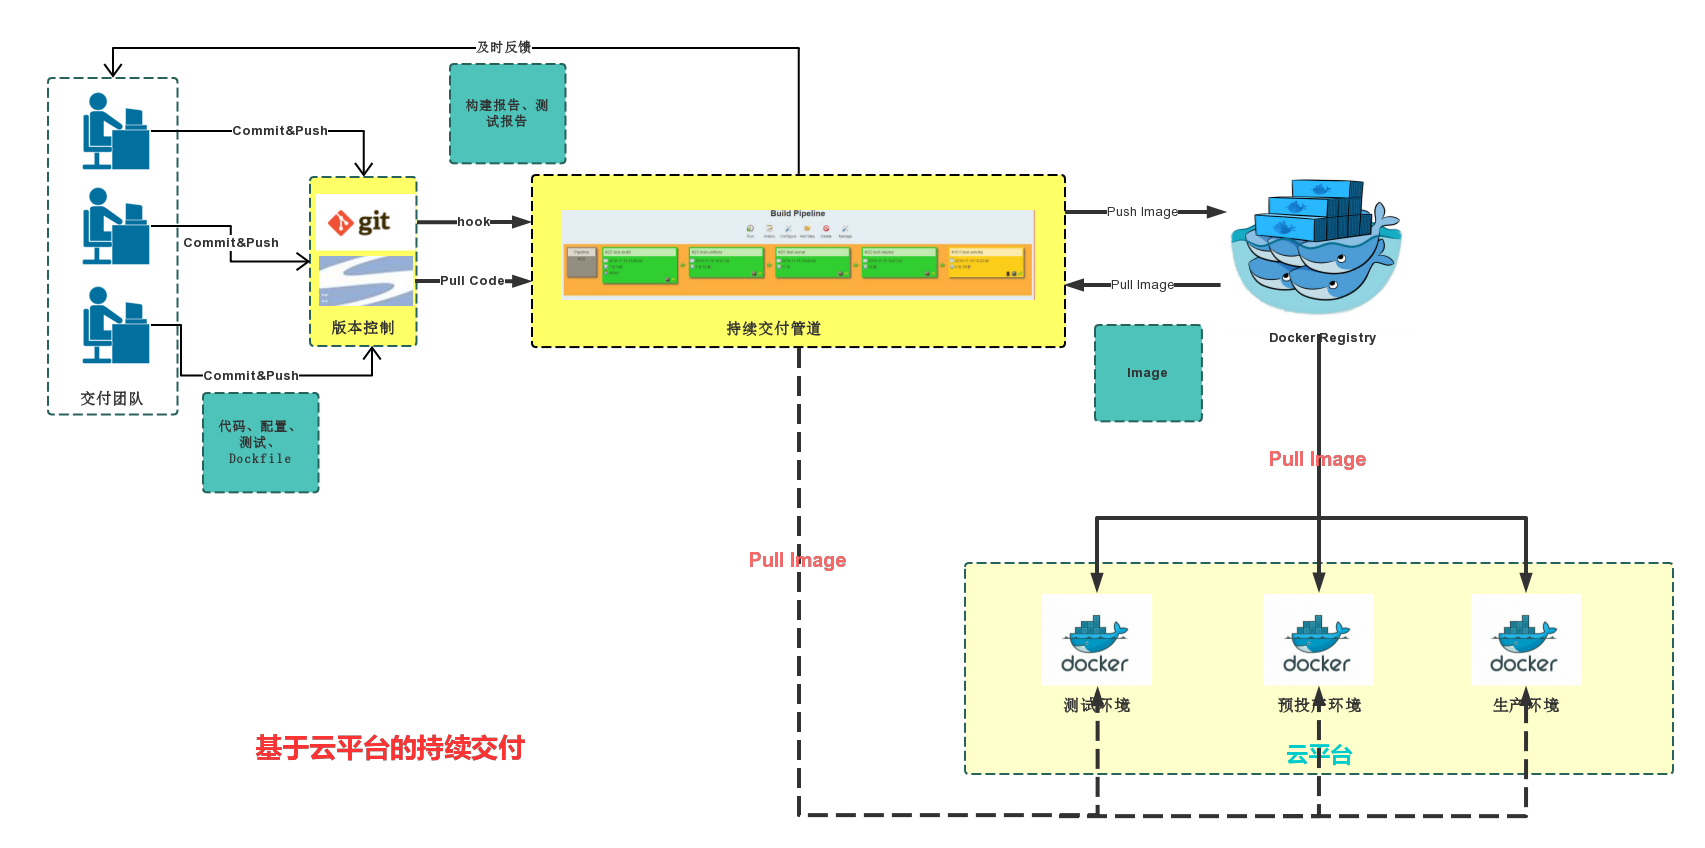 及时反馈
构建报告、测
试报告
Commit&Push
Commit&Push
Commit&Push
交付团队
代码、配置、
测试、
Dockfile
git
版本控制
hook
Pull Code
Build Pipeline
Pipeline
持续交付管道
Push Image
Pull Image
Docker Registry
Image
Pull Image
Pull Image
docker
docker
docker
测试环境
预投产环境
生产环境
云平台
基于云平台的持续交付